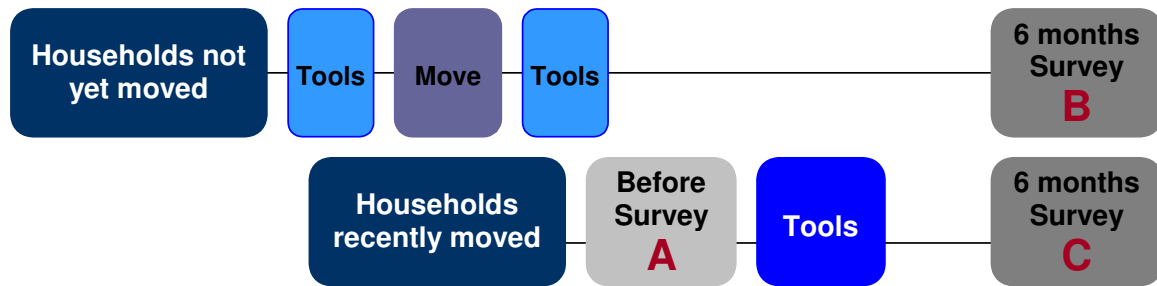 Households not
yet moved
Tools
Move
Tools
6 months
Survey
B
Households
recently moved
Before
Survey
A
Tools
6 months
Survey
C